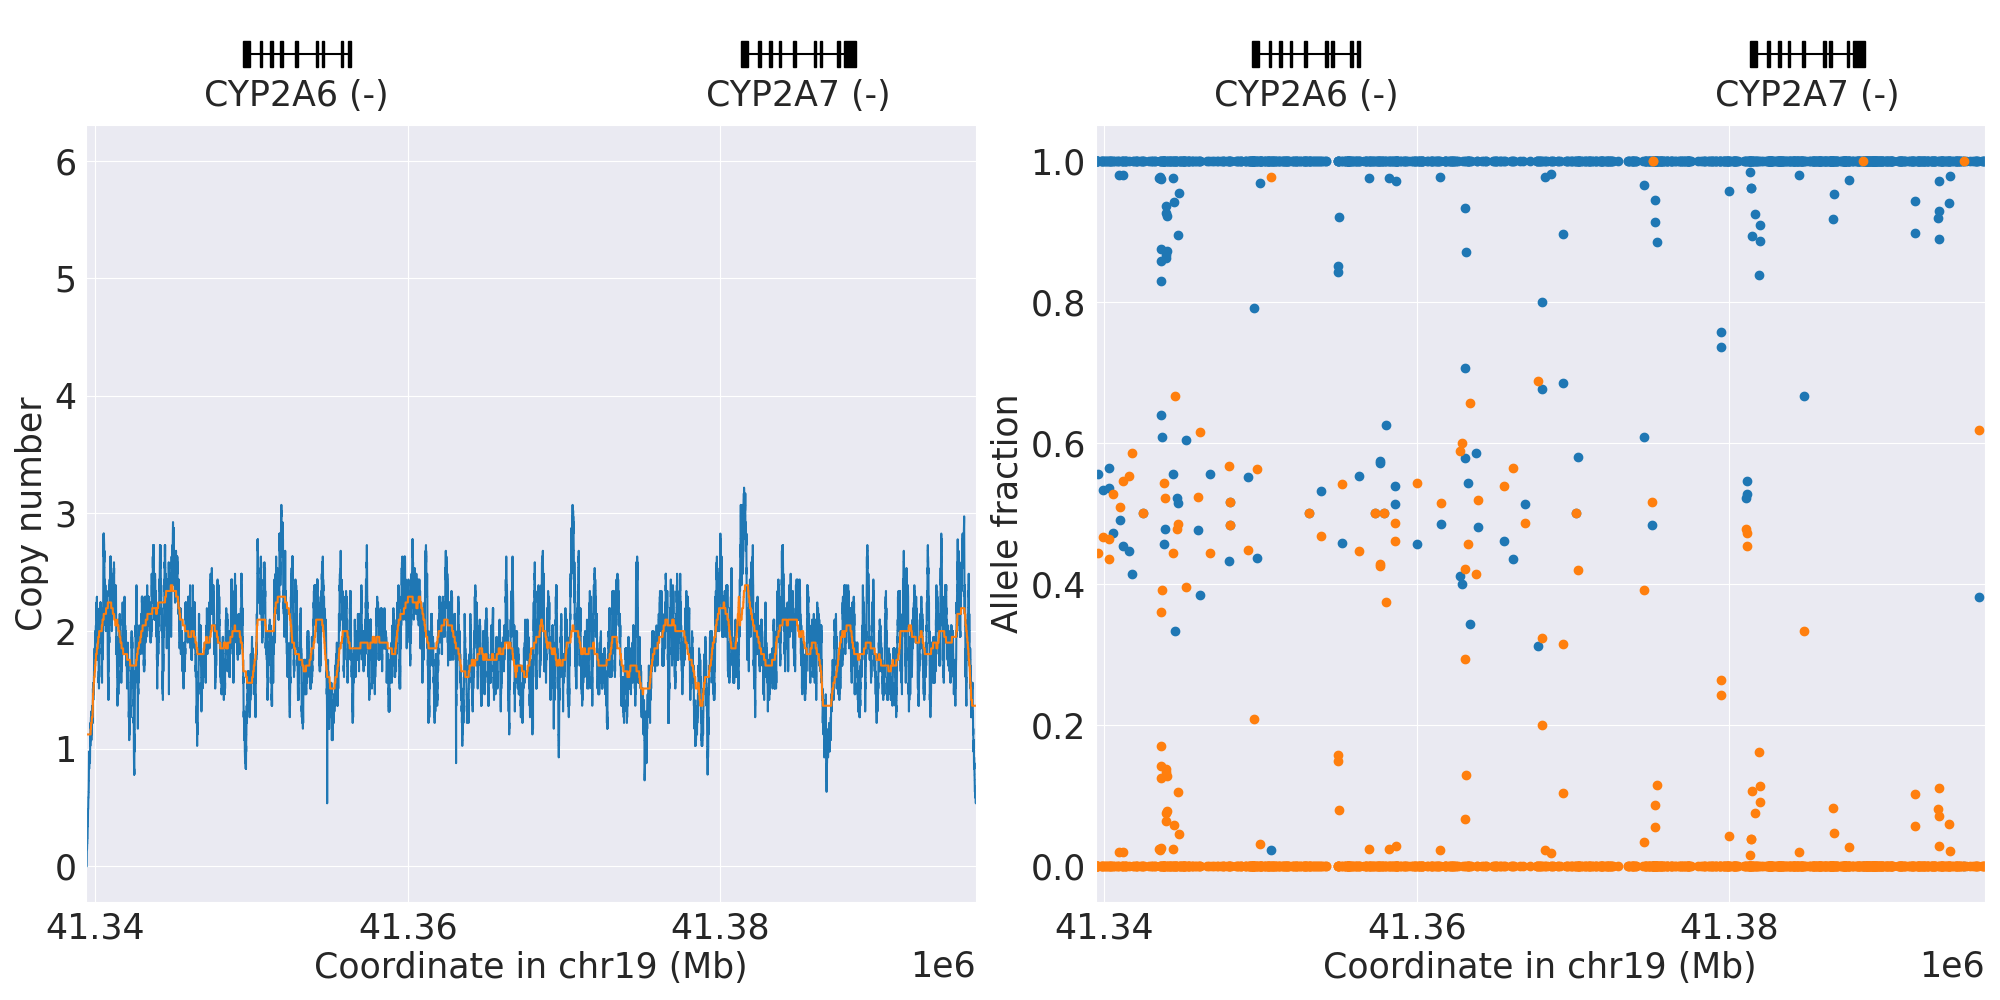 CYP2A6 (-)
CYP2A7 (-)
6
5
4
3
2
1
0
Copy number
41.34
41.36
41.38
Coordinate in chr19 (Mb)
1e6
CYP2A6 (-)
CYP2A7 (-)
1.0
0.8
0.6
0.4
0.2
0.0
Allele fraction
41.34
41.36
41.38
Coordinate in chr19 (Mb)
1e6